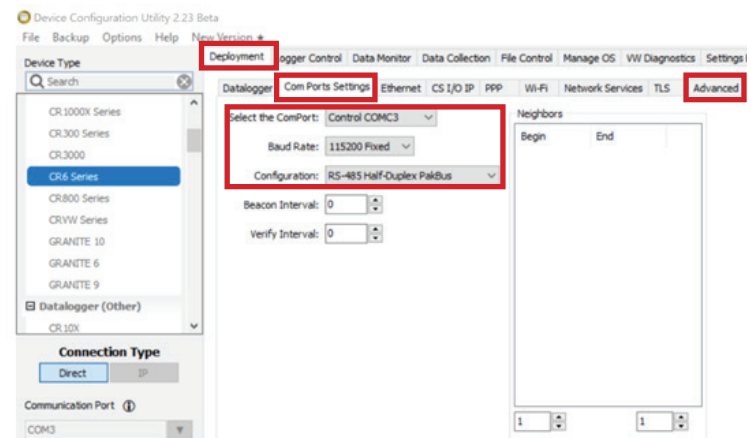 Device Configuration Utility 2.23 Beta
File Backup Options Help New Version ★
Device Type
Search
CR1000X Series
CR300 Series
CR3000
CR6 Series
CR800 Series
CRVW Series
GRANITE 10
GRANITE 6
GRANITE 9
Datalogger (Other)
CR10X
Connection Type
Direct IP
Communication Port
COM3
Deployment ogger Control Data Monitor Data Collection File Control Manage OS VW Diagnostics Settings
Datalogger Com Ports Settings Ethernet CS I/O IP PPP Wi-Fi Network Services TLS Advanced
Select the ComPort: Control COMC3
Baud Rate: 115200 Fixed
Configuration: RS-485 Half-Duplex PakBus
Beacon Interval: 0
Verify Interval: 0
Neighbors
Begin End
1 1